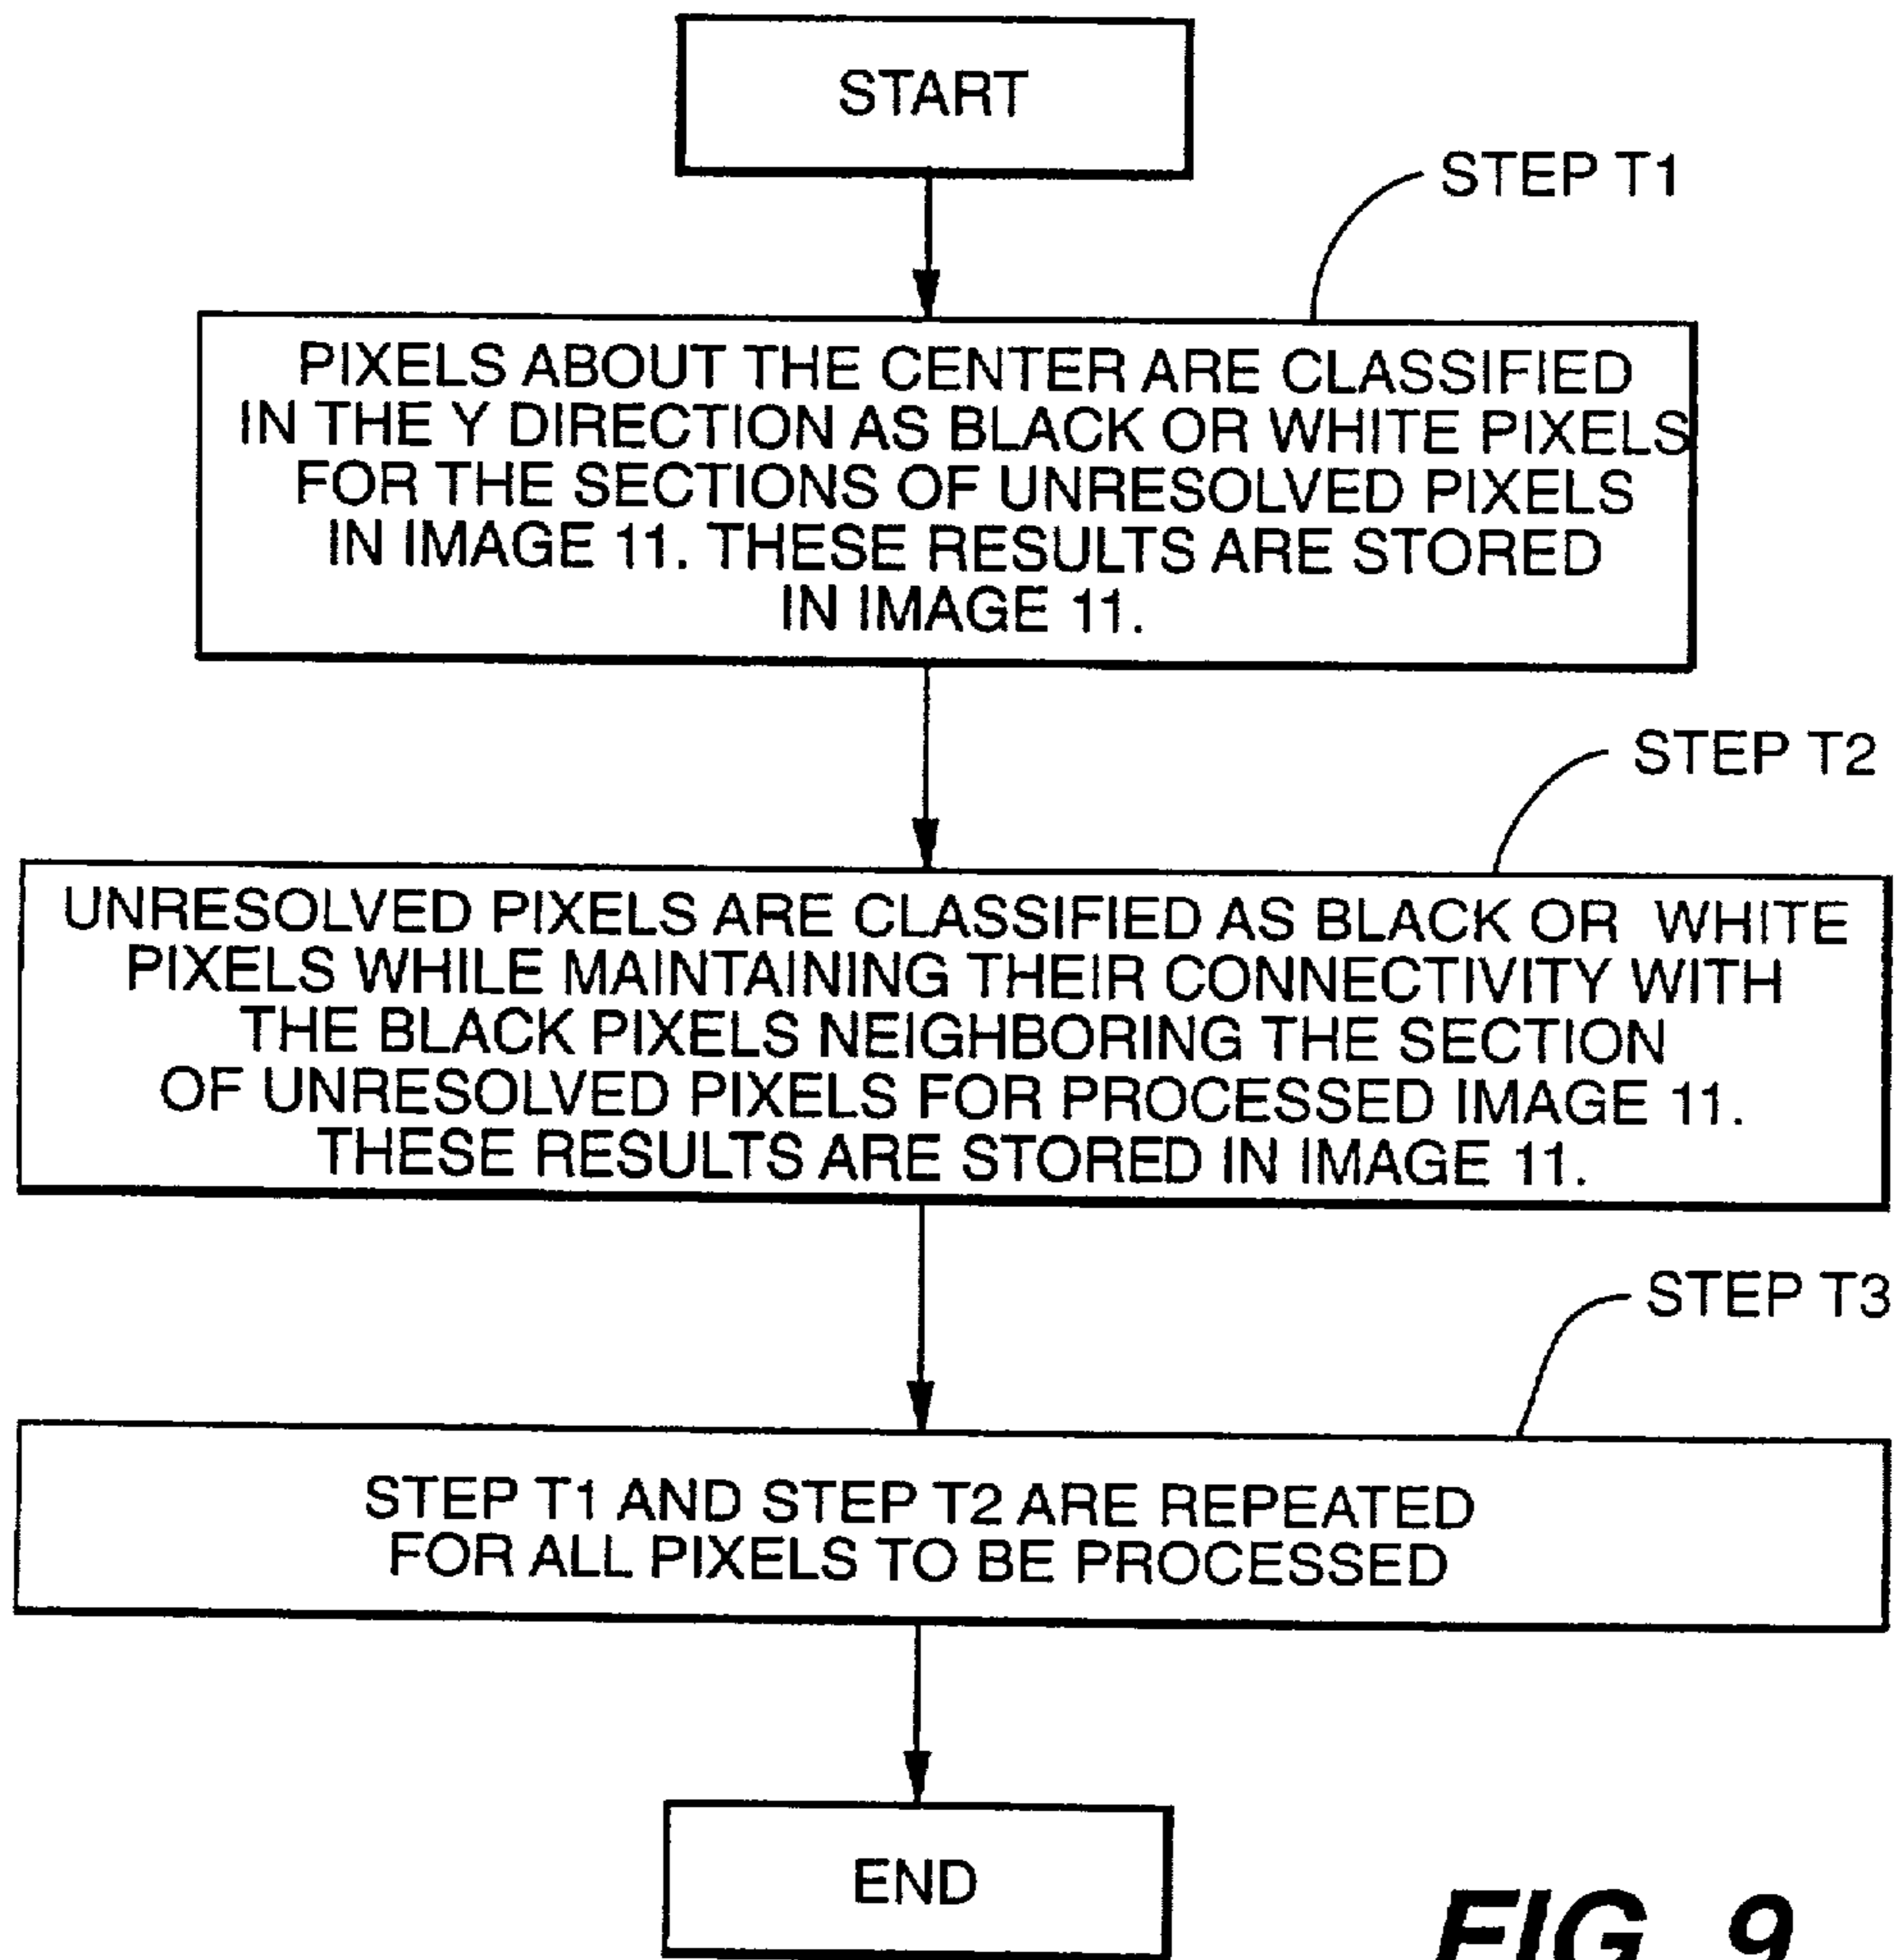 START
STEP T1
PIXELS ABOUT THE CENTER ARE CLASSIFIED
IN THE Y DIRECTION AS BLACK OR WHITE PIXELS
FOR THE SECTIONS OF UNRESOLVED PIXELS
IN IMAGE 11. THESE RESULTS ARE STORED
IN IMAGE 11.
STEP T2
UNRESOLVED PIXELS ARE CLASSIFIED AS BLACK OR WHITE
PIXELS WHILE MAINTAINING THEIR CONNECTIVITY WITH
THE BLACK PIXELS NEIGHBORING THE SECTION
OF UNRESOLVED PIXELS FOR PROCESSED IMAGE 11.
THESE RESULTS ARE STORED IN IMAGE 11.
STEP T3
STEP T1 AND STEP T2 ARE REPEATED
FOR ALL PIXELS TO BE PROCESSED
END
FIG. 9